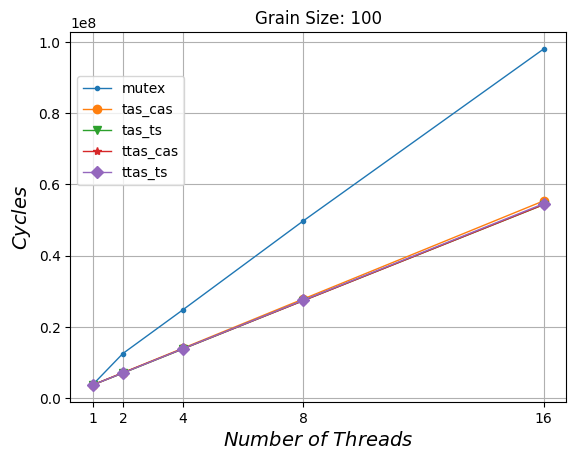 Grain Size: 100
1e8
1.0
0.8
0.6
0.4
0.2
0.0
Cycles
mutex
tas_cas
tas_ts
ttas_cas
ttas_ts
1 2 4 8 16
Number of Threads